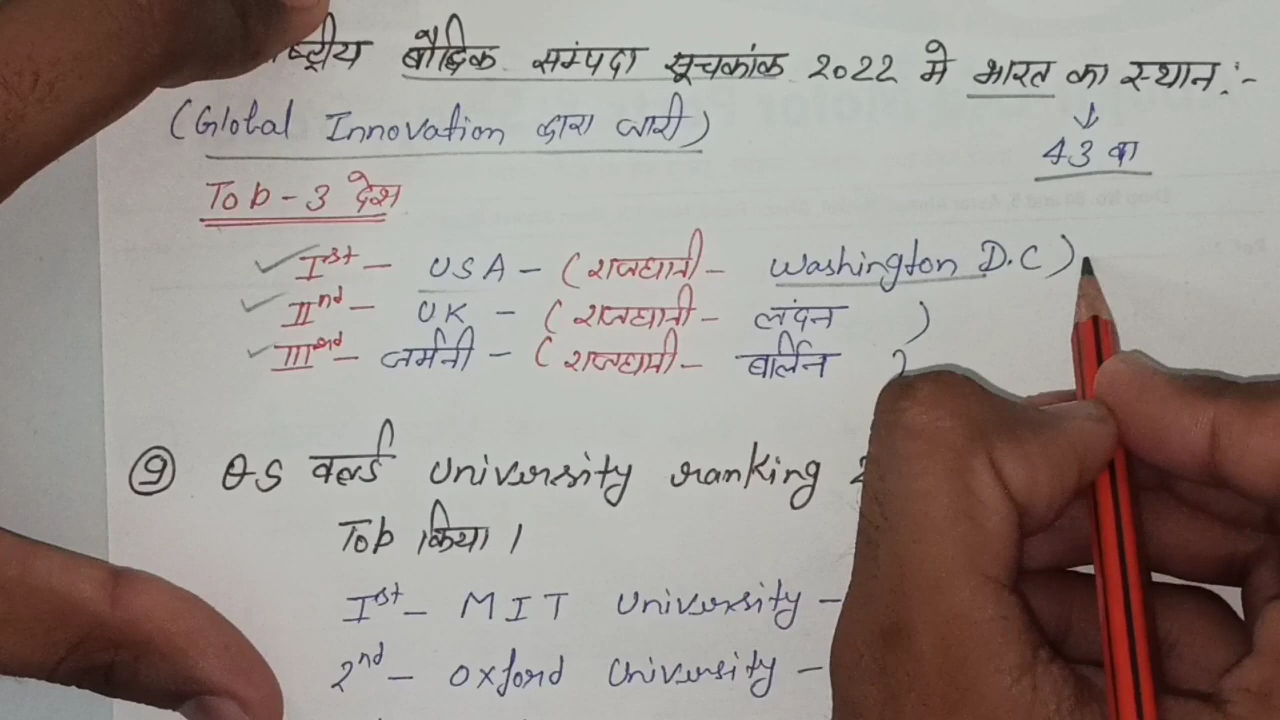 बौद्धिक सम्पदा सूचकांक 2022 मे भारत का स्थान :-
(Global Innovation द्वारा जारी)
43 वा
Top - 3 देश
Ist - USA - (राजधानी - Washington D.C)
IInd - UK - (राजधानी - लंदन )
IIIrd - जर्मनी - (राजधानी - बर्लिन )
9 QS वर्ल्ड University ranking
Top किया ।
Ist - MIT University -
2nd - Oxford University -